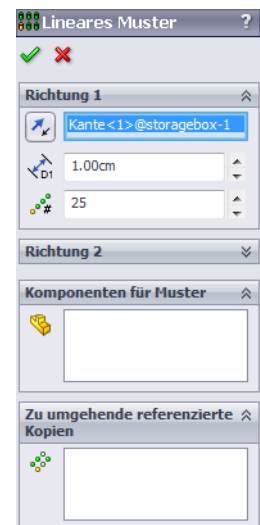 Lineares Muster ?
Richtung 1
Kante<1>@storagebox-1
D1 1.00cm
# 25
Richtung 2
Komponenten für Muster
Zu umgehende referenzierte
Kopien